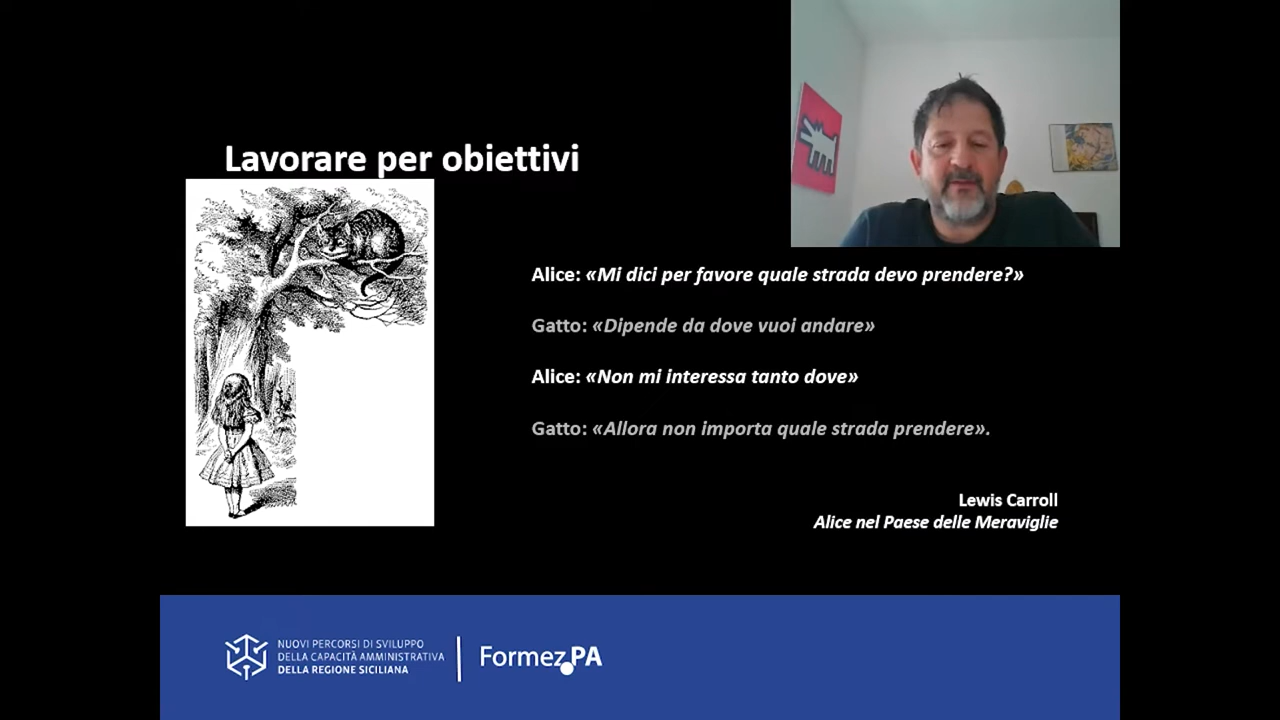 Lavorare per obiettivi
Alice: «Mi dici per favore quale strada devo prendere?»
Gatto: «Dipende da dove vuoi andare»
Alice: «Non mi interessa tanto dove»
Gatto: «Allora non importa quale strada prendere».
Lewis Carroll
Alice nel Paese delle Meraviglie
NUOVI PERCORSI DI SVILUPPO
DELLA CAPACITÀ AMMINISTRATIVA
DELLA REGIONE SICILIANA
Formez.PA